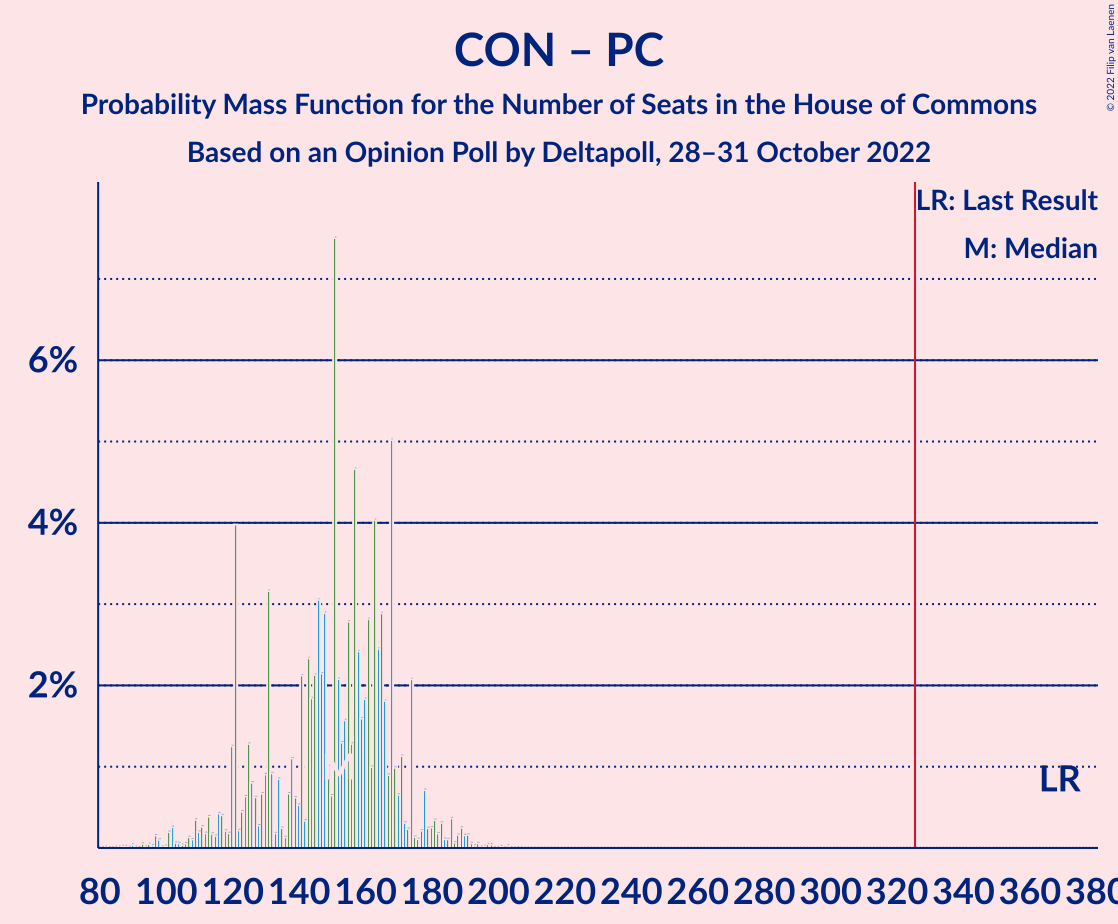 CON – PC
Probability Mass Function for the Number of Seats in the House of Commons
Based on an Opinion Poll by Deltapoll, 28–31 October 2022
© 2022 Filip van Laenen
LR: Last Result
M: Median
6%
4%
2%
LR
80 100 120 140 160 180 200 220 240 260 280 300 320 340 360 380